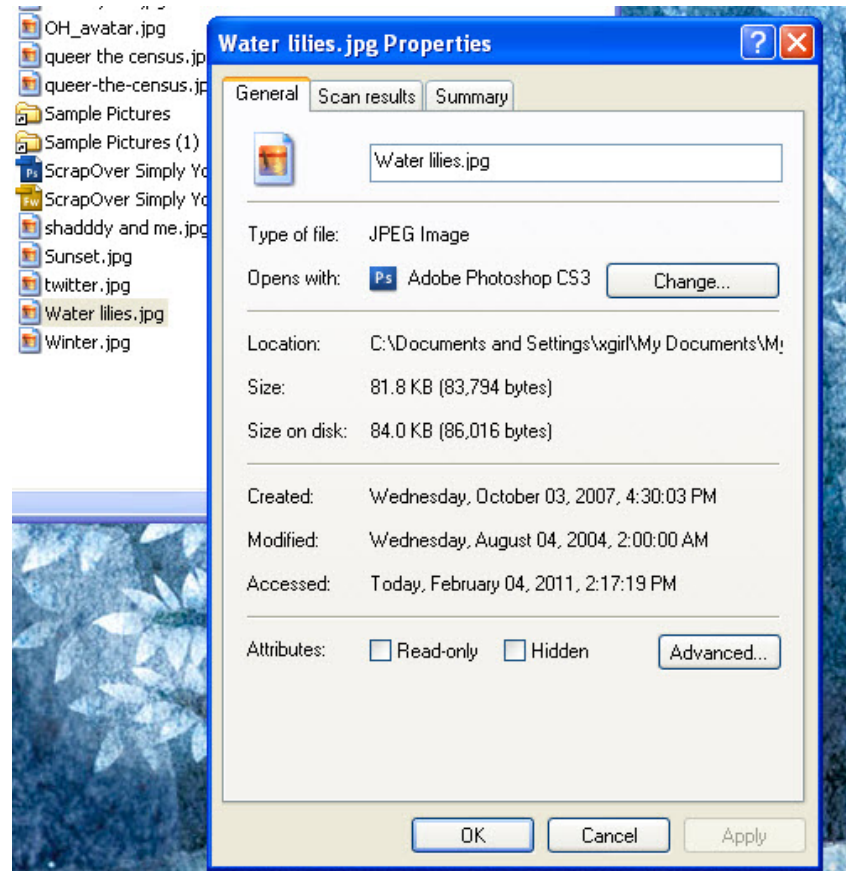 OH_avatar.jpg
queer the census.jp
queer-the-census.jp
Sample Pictures
Sample Pictures (1)
ScrapOver Simply Yo
ScrapOver Simply Yo
shadddy and me.jpg
Sunset.jpg
twitter.jpg
Water lilies.jpg
Winter.jpg
Water lilies.jpg Properties
General Scan results Summary
Water lilies.jpg
Type of file: JPEG Image
Opens with: Ps Adobe Photoshop CS3 Change...
Location: C:\Documents and Settings\xgirl\My Documents\My
Size: 81.8 KB (83,794 bytes)
Size on disk: 84.0 KB (86,016 bytes)
Created: Wednesday, October 03, 2007, 4:30:03 PM
Modified: Wednesday, August 04, 2004, 2:00:00 AM
Accessed: Today, February 04, 2011, 2:17:19 PM
Attributes: Read-only Hidden Advanced...
OK Cancel Apply